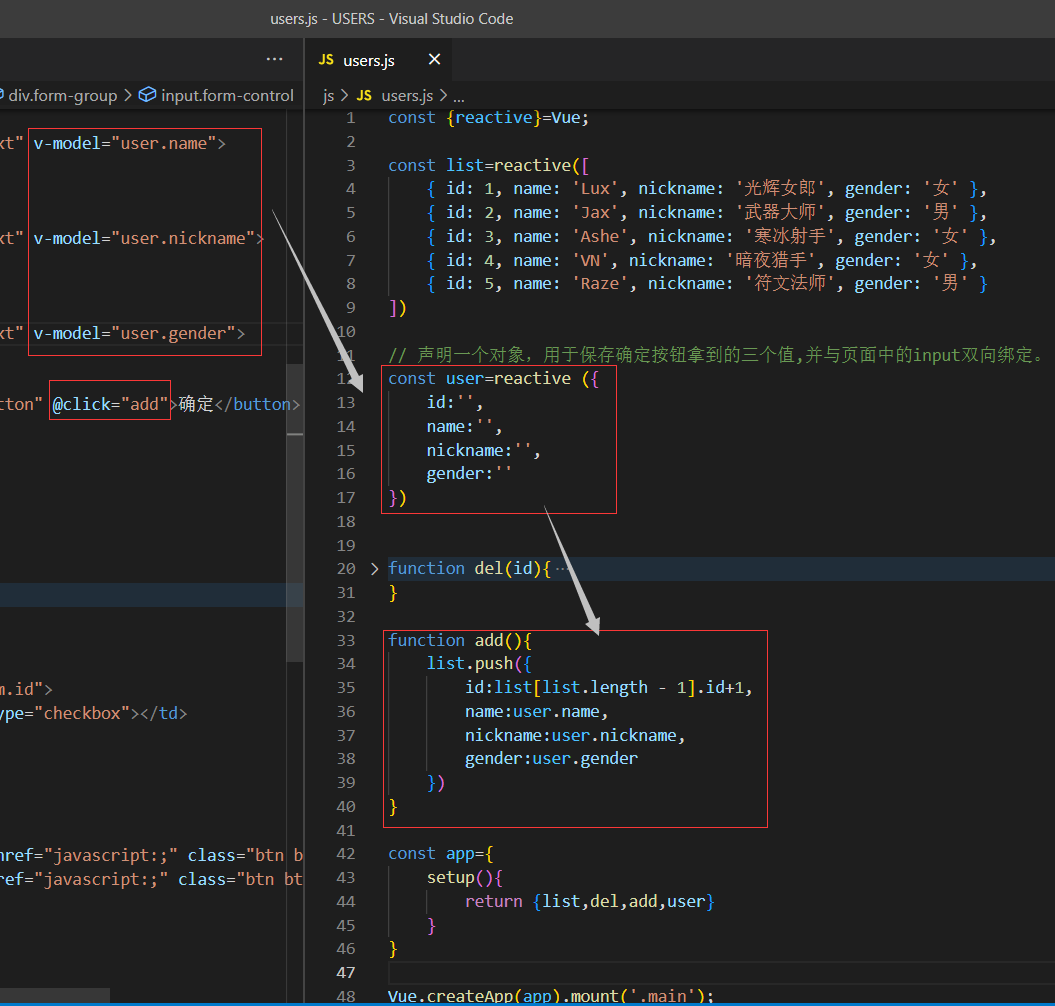 users.js - USERS - Visual Studio Code
···
JS users.js ×
div.form-group > input.form-control
js > JS users.js > ...
xt" v-model="user.name">
xt" v-model="user.nickname">
xt" v-model="user.gender">
tton" @click="add">确定</button>
m.id">
ype="checkbox"></td>
href="javascript:;" class="btn b
ref="javascript:;" class="btn bt
1 const {reactive}=Vue;
2
3 const list=reactive([
4 { id: 1, name: 'Lux', nickname: '光辉女郎', gender: '女' },
5 { id: 2, name: 'Jax', nickname: '武器大师', gender: '男' },
6 { id: 3, name: 'Ashe', nickname: '寒冰射手', gender: '女' },
7 { id: 4, name: 'VN', nickname: '暗夜猎手', gender: '女' },
8 { id: 5, name: 'Raze', nickname: '符文法师', gender: '男' }
9 ])
10
11 // 声明一个对象，用于保存确定按钮拿到的三个值,并与页面中的input双向绑定。
12 const user=reactive ({
13 id:'',
14 name:'',
15 nickname:'',
16 gender:''
17 })
18
19
20 > function del(id){···
31 }
32
33 function add(){
34 list.push({
35 id:list[list.length - 1].id+1,
36 name:user.name,
37 nickname:user.nickname,
38 gender:user.gender
39 })
40 }
41
42 const app={
43 setup(){
44 return {list,del,add,user}
45 }
46 }
47
48 Vue.createApp(app).mount('.main');